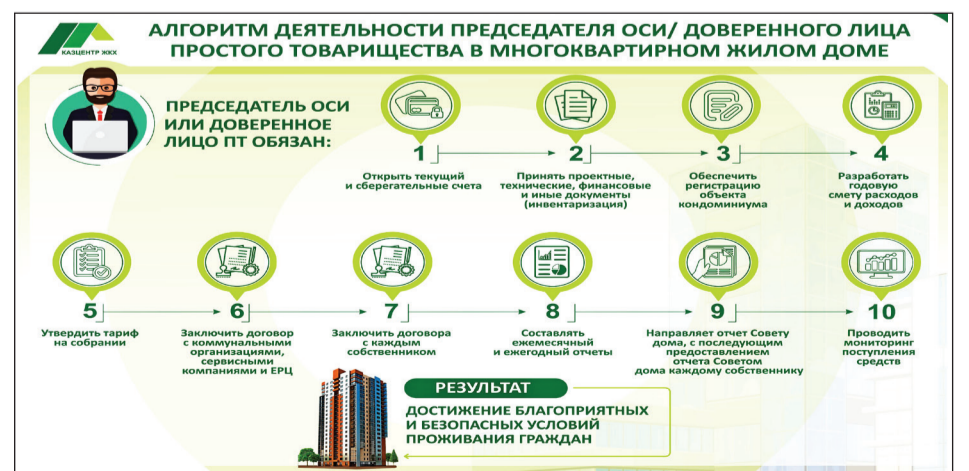 КАЗЦЕНТР ЖКХ
АЛГОРИТМ ДЕЯТЕЛЬНОСТИ ПРЕДСЕДАТЕЛЯ ОСИ/ ДОВЕРЕННОГО ЛИЦА
ПРОСТОГО ТОВАРИЩЕСТВА В МНОГОКВАРТИРНОМ ЖИЛОМ ДОМЕ
ПРЕДСЕДАТЕЛЬ ОСИ
ИЛИ ДОВЕРЕННОЕ
ЛИЦО ПТ ОБЯЗАН:
1
Открыть текущий
и сберегательные счета
2
Принять проектные,
технические, финансовые
и иные документы
(инвентаризация)
3
Обеспечить
регистрацию
объекта
кондоминиума
4
Разработать
годовую
смету расходов
и доходов
5
Утвердить тариф
на собрании
6
Заключить договор
с коммунальными
организациями,
сервисными
компаниями и ЕРЦ
7
Заключить договора
с каждым
собственником
8
Составлять
ежемесячный
и ежегодный отчеты
9
Направляет отчет Совету
дома, с последующим
предоставлением
отчета Советом
дома каждому собственнику
10
Проводить
мониторинг
поступления
средств
РЕЗУЛЬТАТ
ДОСТИЖЕНИЕ БЛАГОПРИЯТНЫХ
И БЕЗОПАСНЫХ УСЛОВИЙ
ПРОЖИВАНИЯ ГРАЖДАН